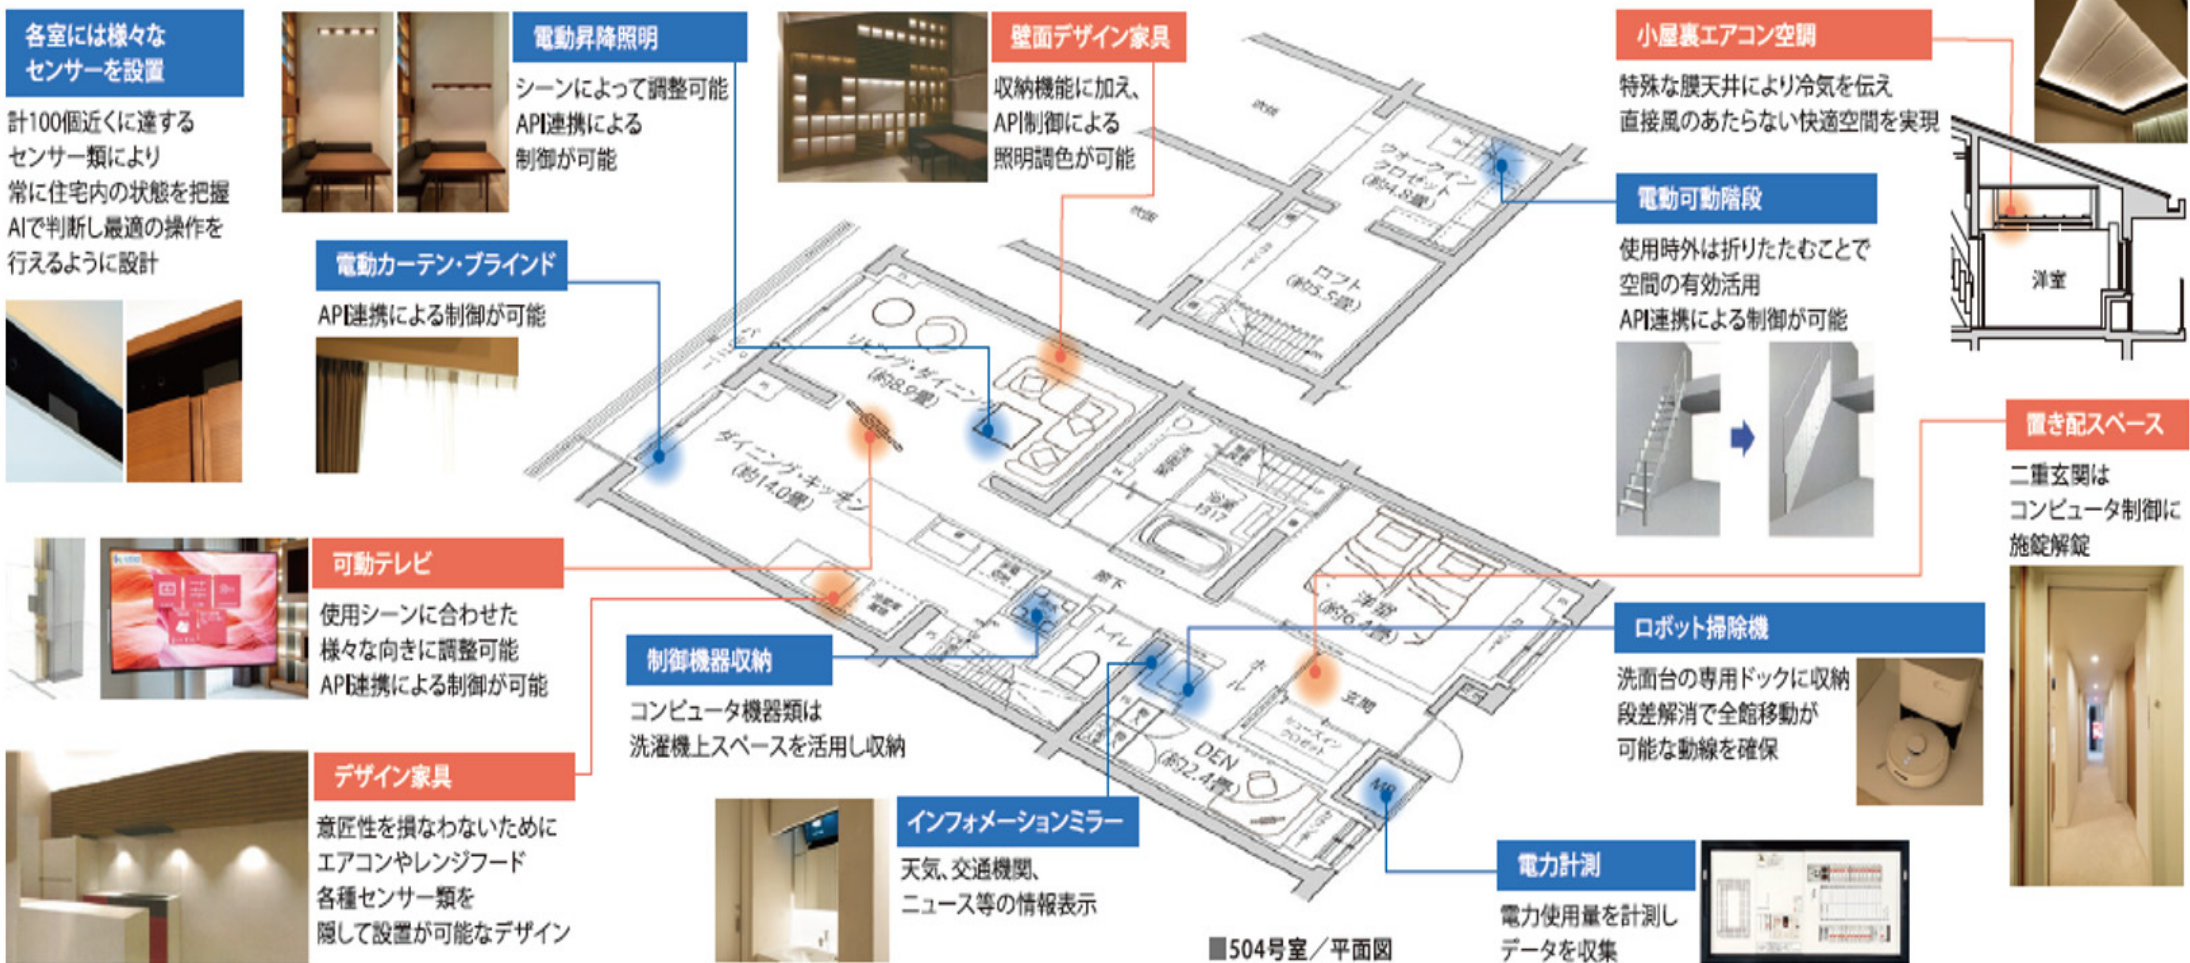 各室には様々な
センサーを設置
計100個近くに達する
センサー類により
常に住宅内の状態を把握
AIで判断し最適の操作を
行えるように設計
電動昇降照明
シーンによって調整可能
API連携による
制御が可能
壁面デザイン家具
収納機能に加え、
API制御による
照明調色が可能
小屋裏エアコン空調
特殊な膜天井により冷気を伝え
直接風のあたらない快適空間を実現
洋室
電動カーテン・ブラインド
API連携による制御が可能
電動可動階段
使用時外は折りたたむことで
空間の有効活用
API連携による制御が可能
置き配スペース
二重玄関は
コンピュータ制御に
施錠解錠
可動テレビ
使用シーンに合わせた
様々な向きに調整可能
API連携による制御が可能
デザイン家具
意匠性を損なわないために
エアコンやレンジフード
各種センサー類を
隠して設置が可能なデザイン
制御機器収納
コンピュータ機器類は
洗濯機上スペースを活用し収納
インフォメーションミラー
天気、交通機関、
ニュース等の情報表示
ロボット掃除機
洗面台の専用ドックに収納
段差解消で全館移動が
可能な動線を確保
電力計測
電力使用量を計測し
データを収集
吹抜
吹抜
ウォークイン
クロゼット
(約4.8畳)
ロフト
(約5.5畳)
リビング・ダイニング
(約8.9畳)
ダイニング・キッチン
(約14.0畳)
浴室
1317
廊下
トイレ
洋室
(約6.4畳)
ホール
玄関
シューズイン
クロゼット
DEN
(約2.4畳)
MB
■504号室／平面図